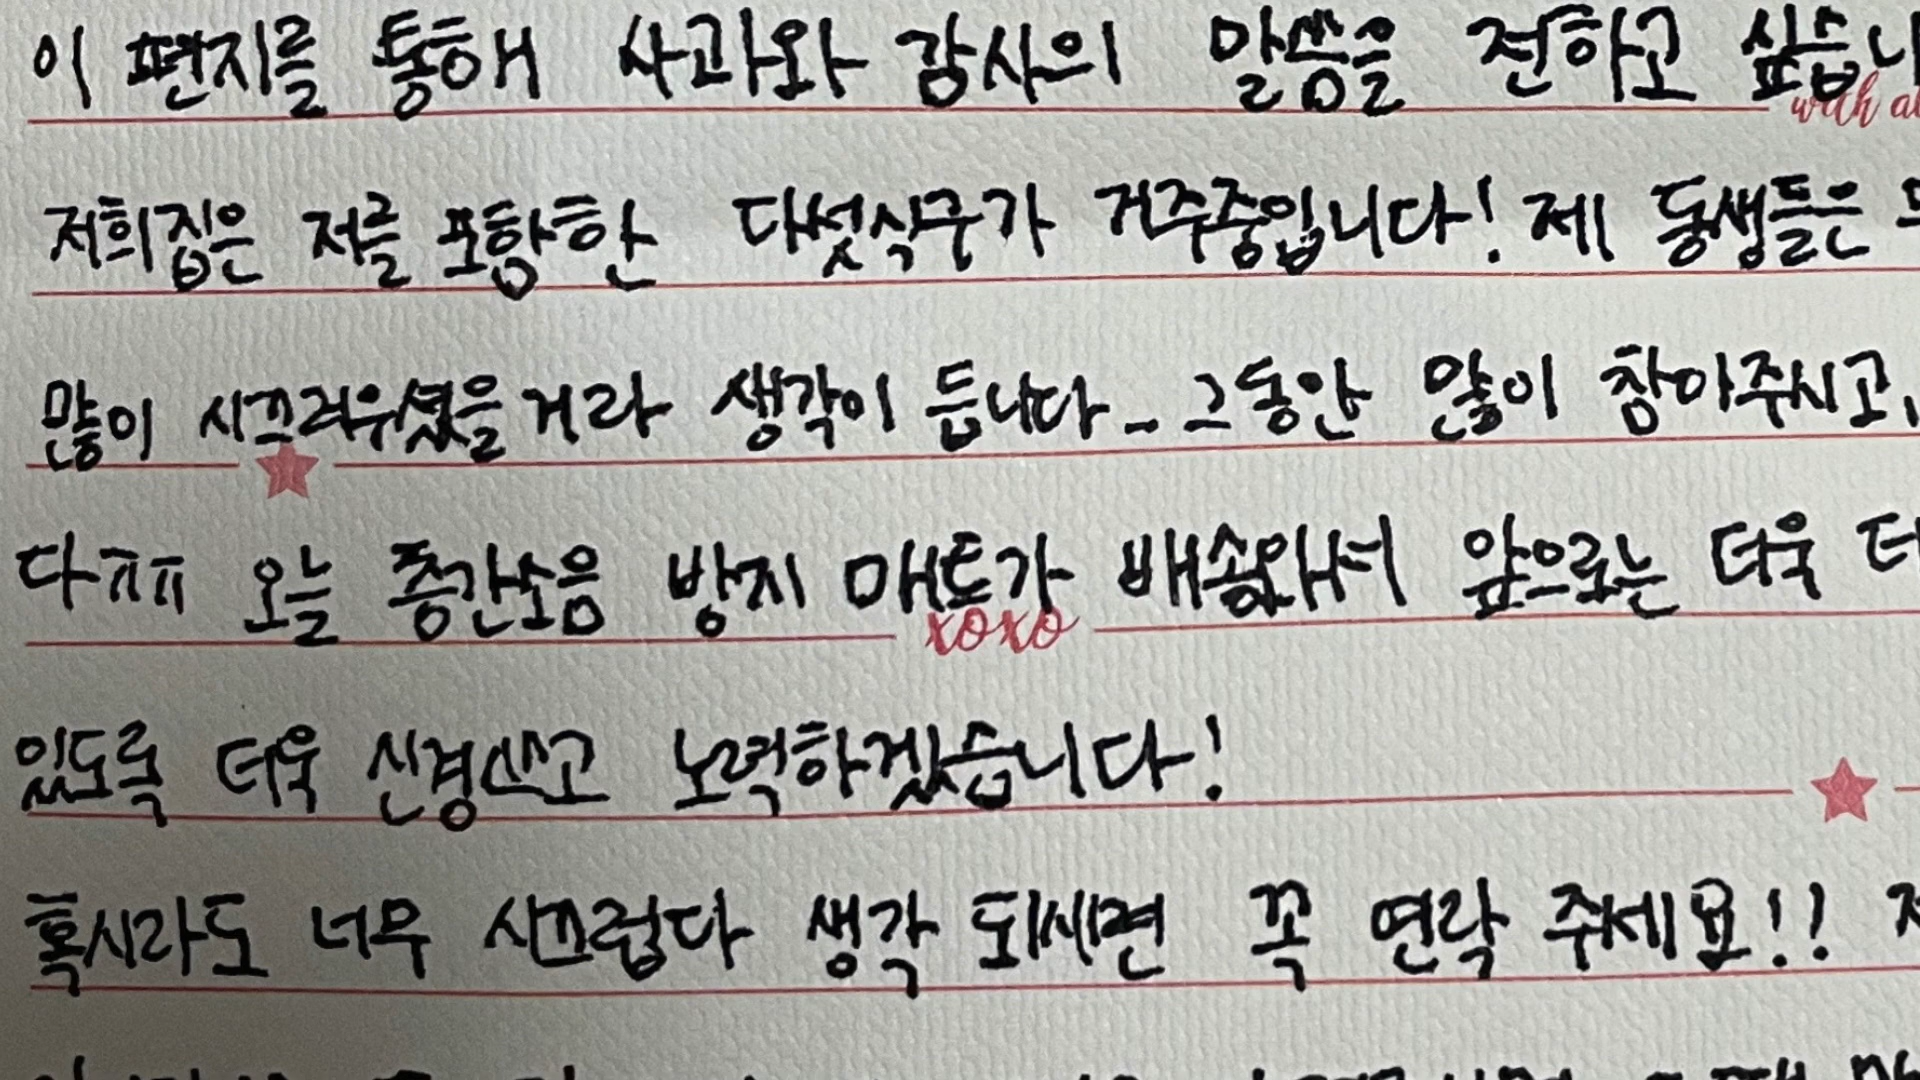 이 편지를 통해 사과와 감사의 말씀을 전하고 싶습니
with al
저희집은 저를 포함한 다섯식구가 거주중입니다! 제 동생들은
많이 시끄러우셨을거라 생각이 듭니다.. 그동안 많이 참아주시고,
다ㅠㅠ 오늘 층간소음 방지 매트가 배송와서 앞으로는 더욱 더
xoxo
있도록 더욱 신경쓰고 노력하겠습니다!
혹시라도 너무 시끄럽다 생각 되시면 꼭 연락 주세요!! 저